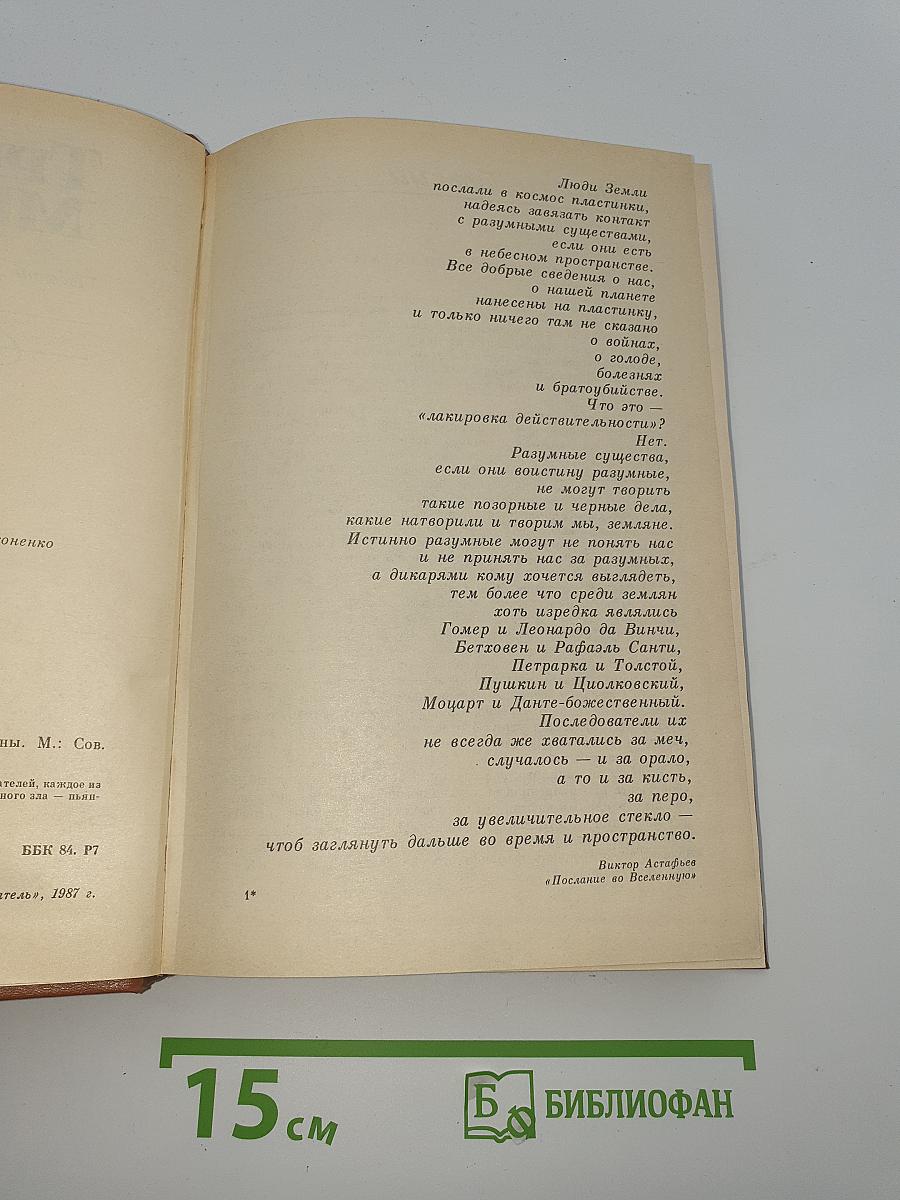 оненко
ны. М.: Сов.
ателей, каждое из
ного зла — пьян-
ББК 84. Р7
атель», 1987 г.
Люди Земли
послали в космос пластинки,
надеясь завязать контакт
с разумными существами,
если они есть
в небесном пространстве.
Все добрые сведения о нас,
о нашей планете
нанесены на пластинку,
и только ничего там не сказано
о войнах,
о голоде,
болезнях
и братоубийстве.
Что это —
«лакировка действительности»?
Нет.
Разумные существа,
если они воистину разумные,
не могут творить
такие позорные и черные дела,
какие натворили и творим мы, земляне.
Истинно разумные могут не понять нас
и не принять нас за разумных,
а дикарями кому хочется выглядеть,
тем более что среди землян
хоть изредка являлись
Гомер и Леонардо да Винчи,
Бетховен и Рафаэль Санти,
Петрарка и Толстой,
Пушкин и Циолковский,
Моцарт и Данте-божественный.
Последователи их
не всегда же хватались за меч,
случалось — и за орало,
а то и за кисть,
за перо,
за увеличительное стекло —
чтоб заглянуть дальше во время и пространство.
Виктор Астафьев
«Послание во Вселенную»
1*
15 см
Б Ф БИБЛИОФАН